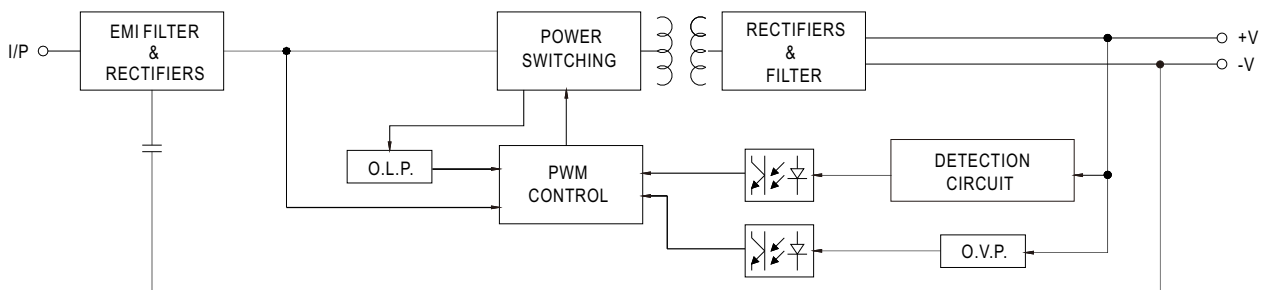 I/P
EMI FILTER
&
RECTIFIERS
POWER
SWITCHING
RECTIFIERS
&
FILTER
+V
-V
O.L.P.
PWM
CONTROL
DETECTION
CIRCUIT
O.V.P.